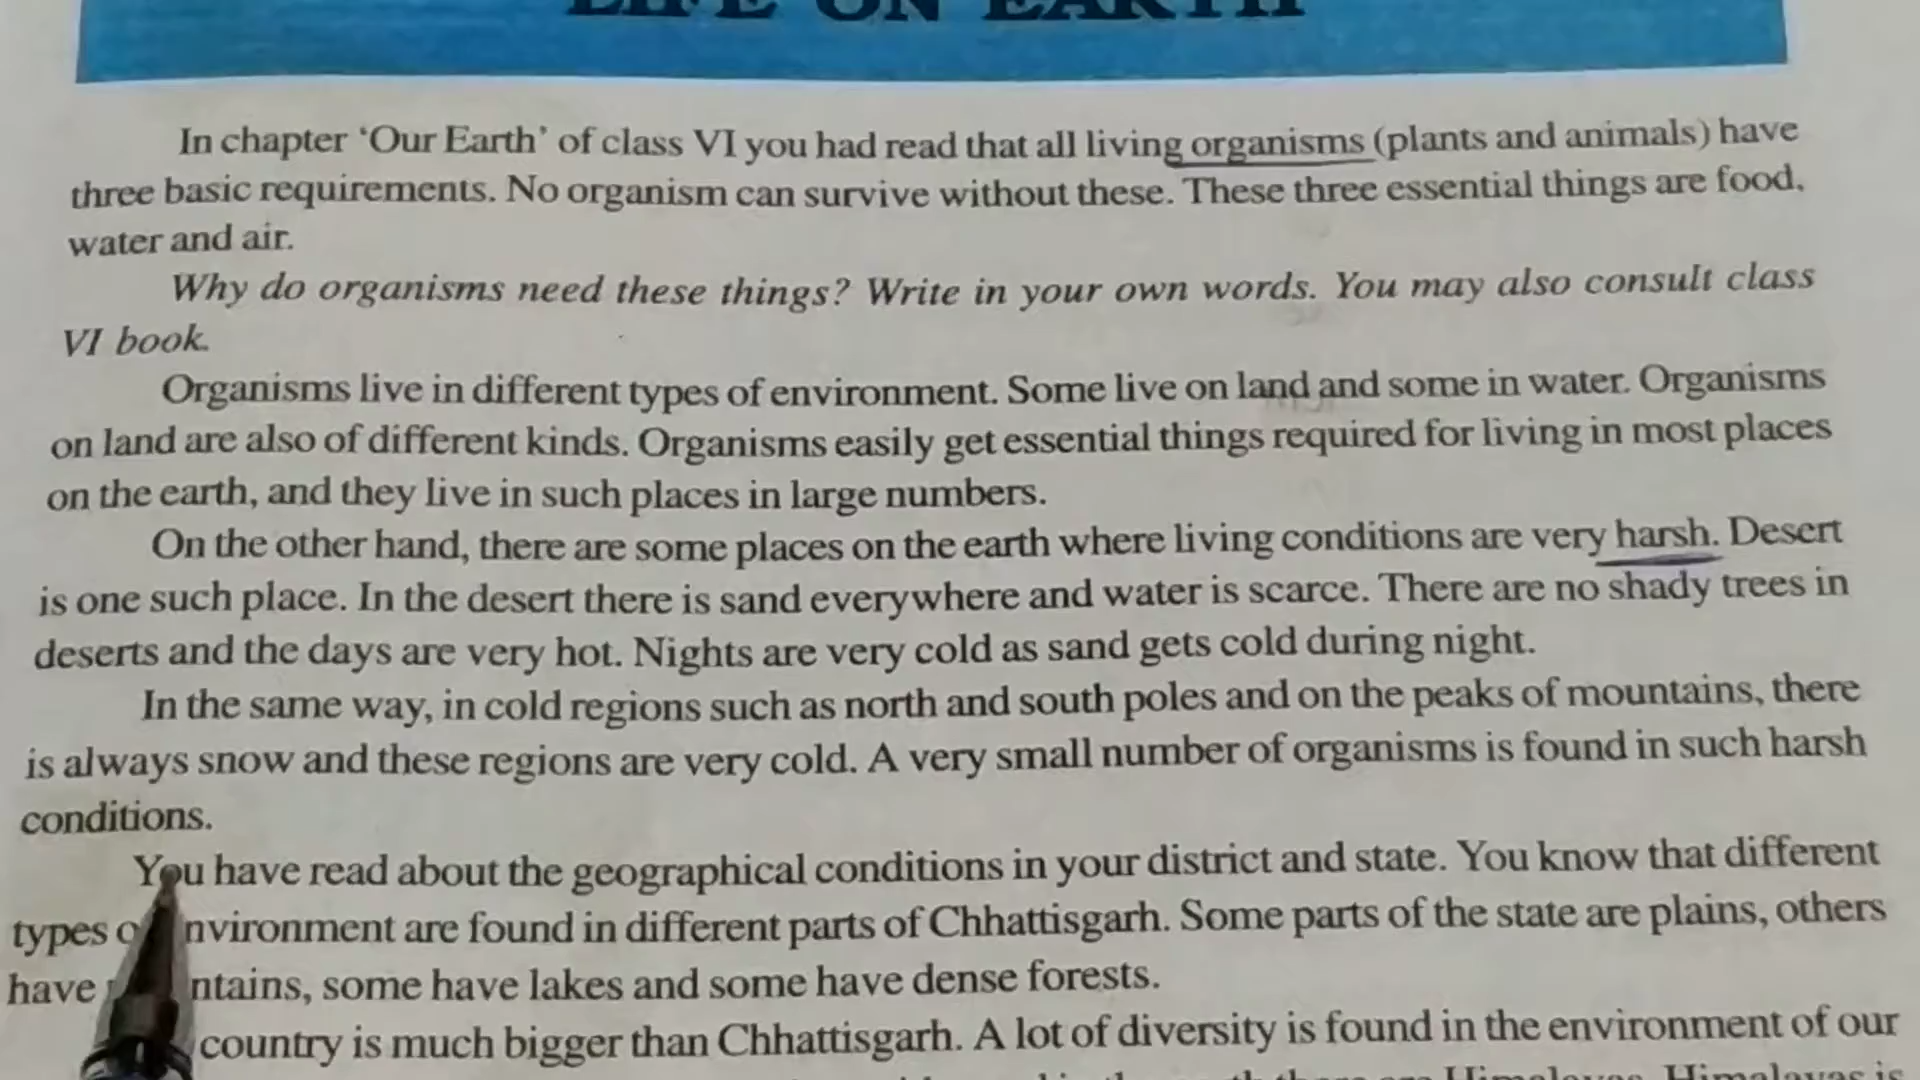 LIFE ON EARTH
In chapter ‘Our Earth’ of class VI you had read that all living organisms (plants and animals) have
three basic requirements. No organism can survive without these. These three essential things are food,
water and air.
Why do organisms need these things? Write in your own words. You may also consult class
VI book.
Organisms live in different types of environment. Some live on land and some in water. Organisms
on land are also of different kinds. Organisms easily get essential things required for living in most places
on the earth, and they live in such places in large numbers.
On the other hand, there are some places on the earth where living conditions are very harsh. Desert
is one such place. In the desert there is sand everywhere and water is scarce. There are no shady trees in
deserts and the days are very hot. Nights are very cold as sand gets cold during night.
In the same way, in cold regions such as north and south poles and on the peaks of mountains, there
is always snow and these regions are very cold. A very small number of organisms is found in such harsh
conditions.
You have read about the geographical conditions in your district and state. You know that different
types nvironment are found in different parts of Chhattisgarh. Some parts of the state are plains, others
have ntains, some have lakes and some have dense forests.
country is much bigger than Chhattisgarh. A lot of diversity is found in the environment of our
Himalayas. Himalayas is